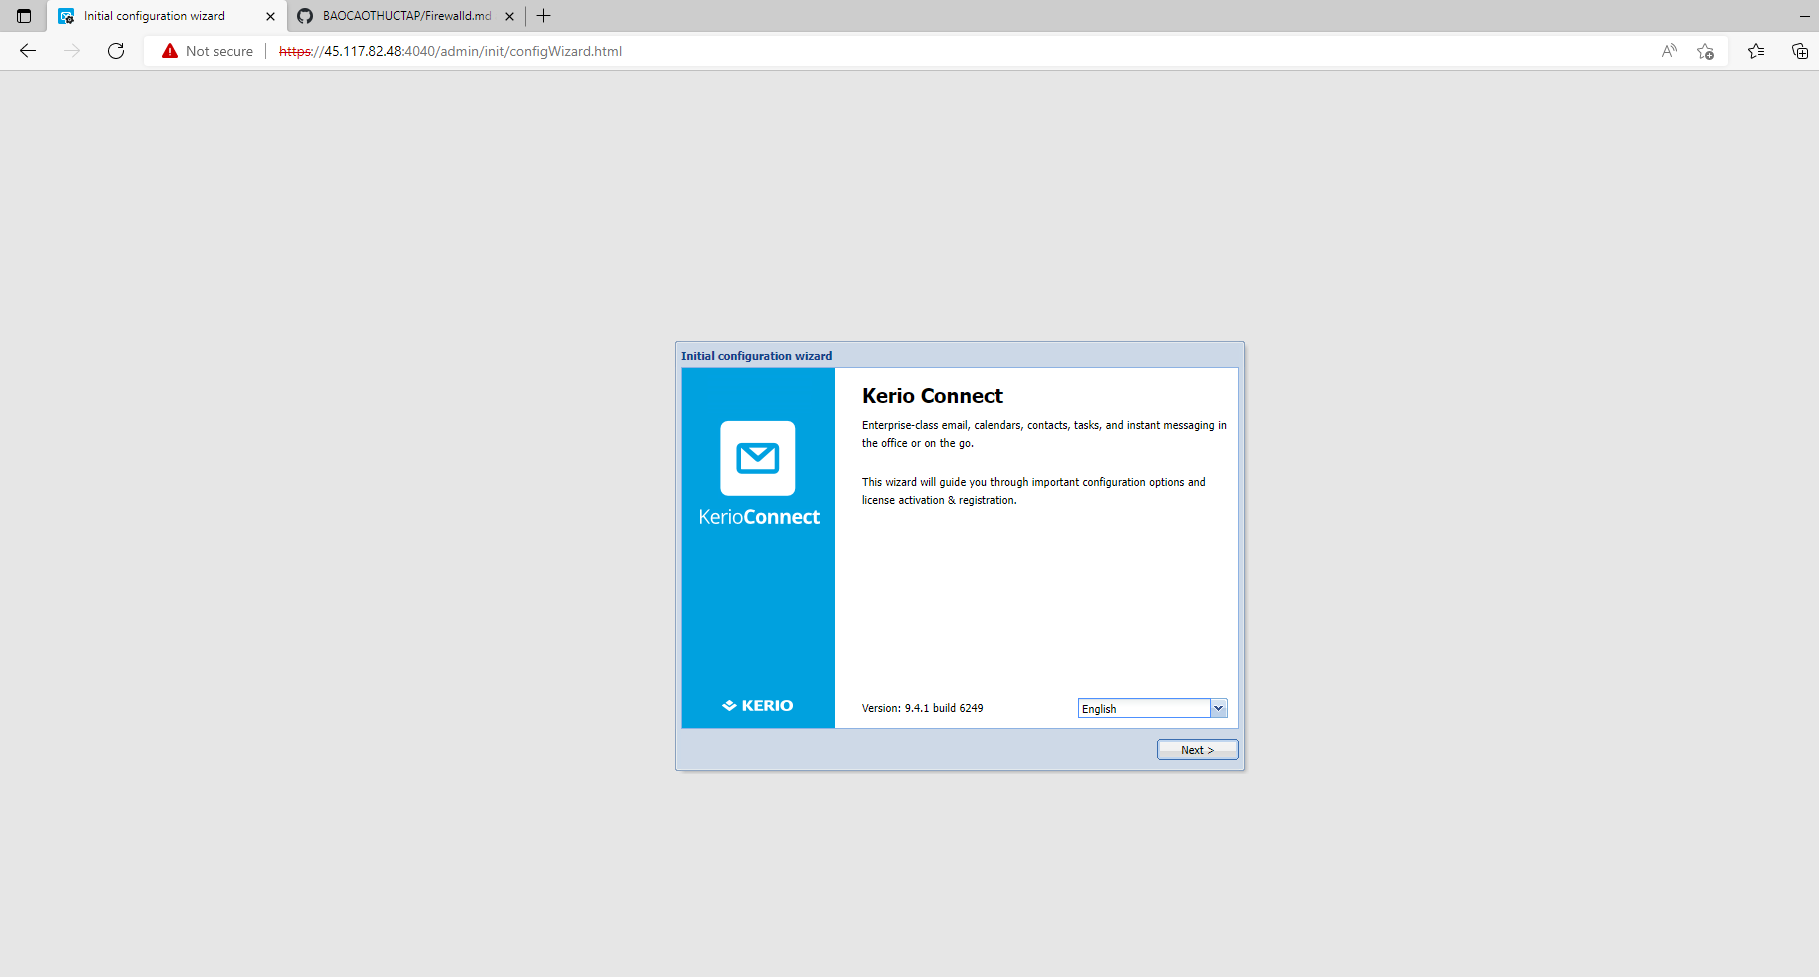 Initial configuration wizard
BAOCAOTHUCTAP/Firewalld.md
Not secure
https://45.117.82.48:4040/admin/init/configWizard.html
Initial configuration wizard
Kerio Connect
Enterprise-class email, calendars, contacts, tasks, and instant messaging in
the office or on the go.
This wizard will guide you through important configuration options and
license activation & registration.
KerioConnect
KERIO
Version: 9.4.1 build 6249
English
Next >